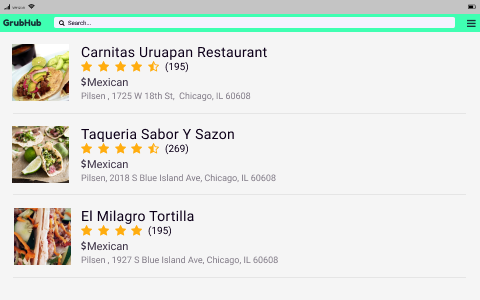 verizon
GrubHub
Search...
Carnitas Uruapan Restaurant
(195)
$Mexican
Pilsen , 1725 W 18th St, Chicago, IL 60608
Taqueria Sabor Y Sazon
(269)
$Mexican
Pilsen, 2018 S Blue Island Ave, Chicago, IL 60608
El Milagro Tortilla
(195)
$Mexican
Pilsen , 1927 S Blue Island Ave, Chicago, IL 60608